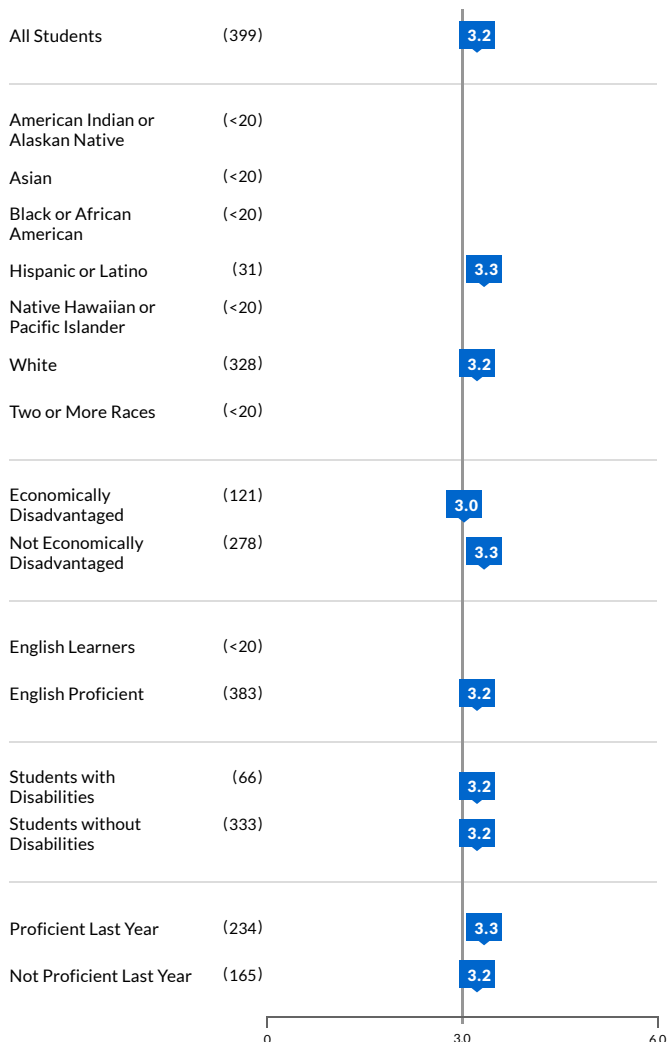 All Students (399) 3.2
American Indian or (<20)
Alaskan Native
Asian (<20)
Black or African (<20)
American
Hispanic or Latino (31) 3.3
Native Hawaiian or (<20)
Pacific Islander
White (328) 3.2
Two or More Races (<20)
Economically (121) 3.0
Disadvantaged
Not Economically (278) 3.3
Disadvantaged
English Learners (<20)
English Proficient (383) 3.2
Students with (66) 3.2
Disabilities
Students without (333) 3.2
Disabilities
Proficient Last Year (234) 3.3
Not Proficient Last Year (165) 3.2
0 3.0 6.0